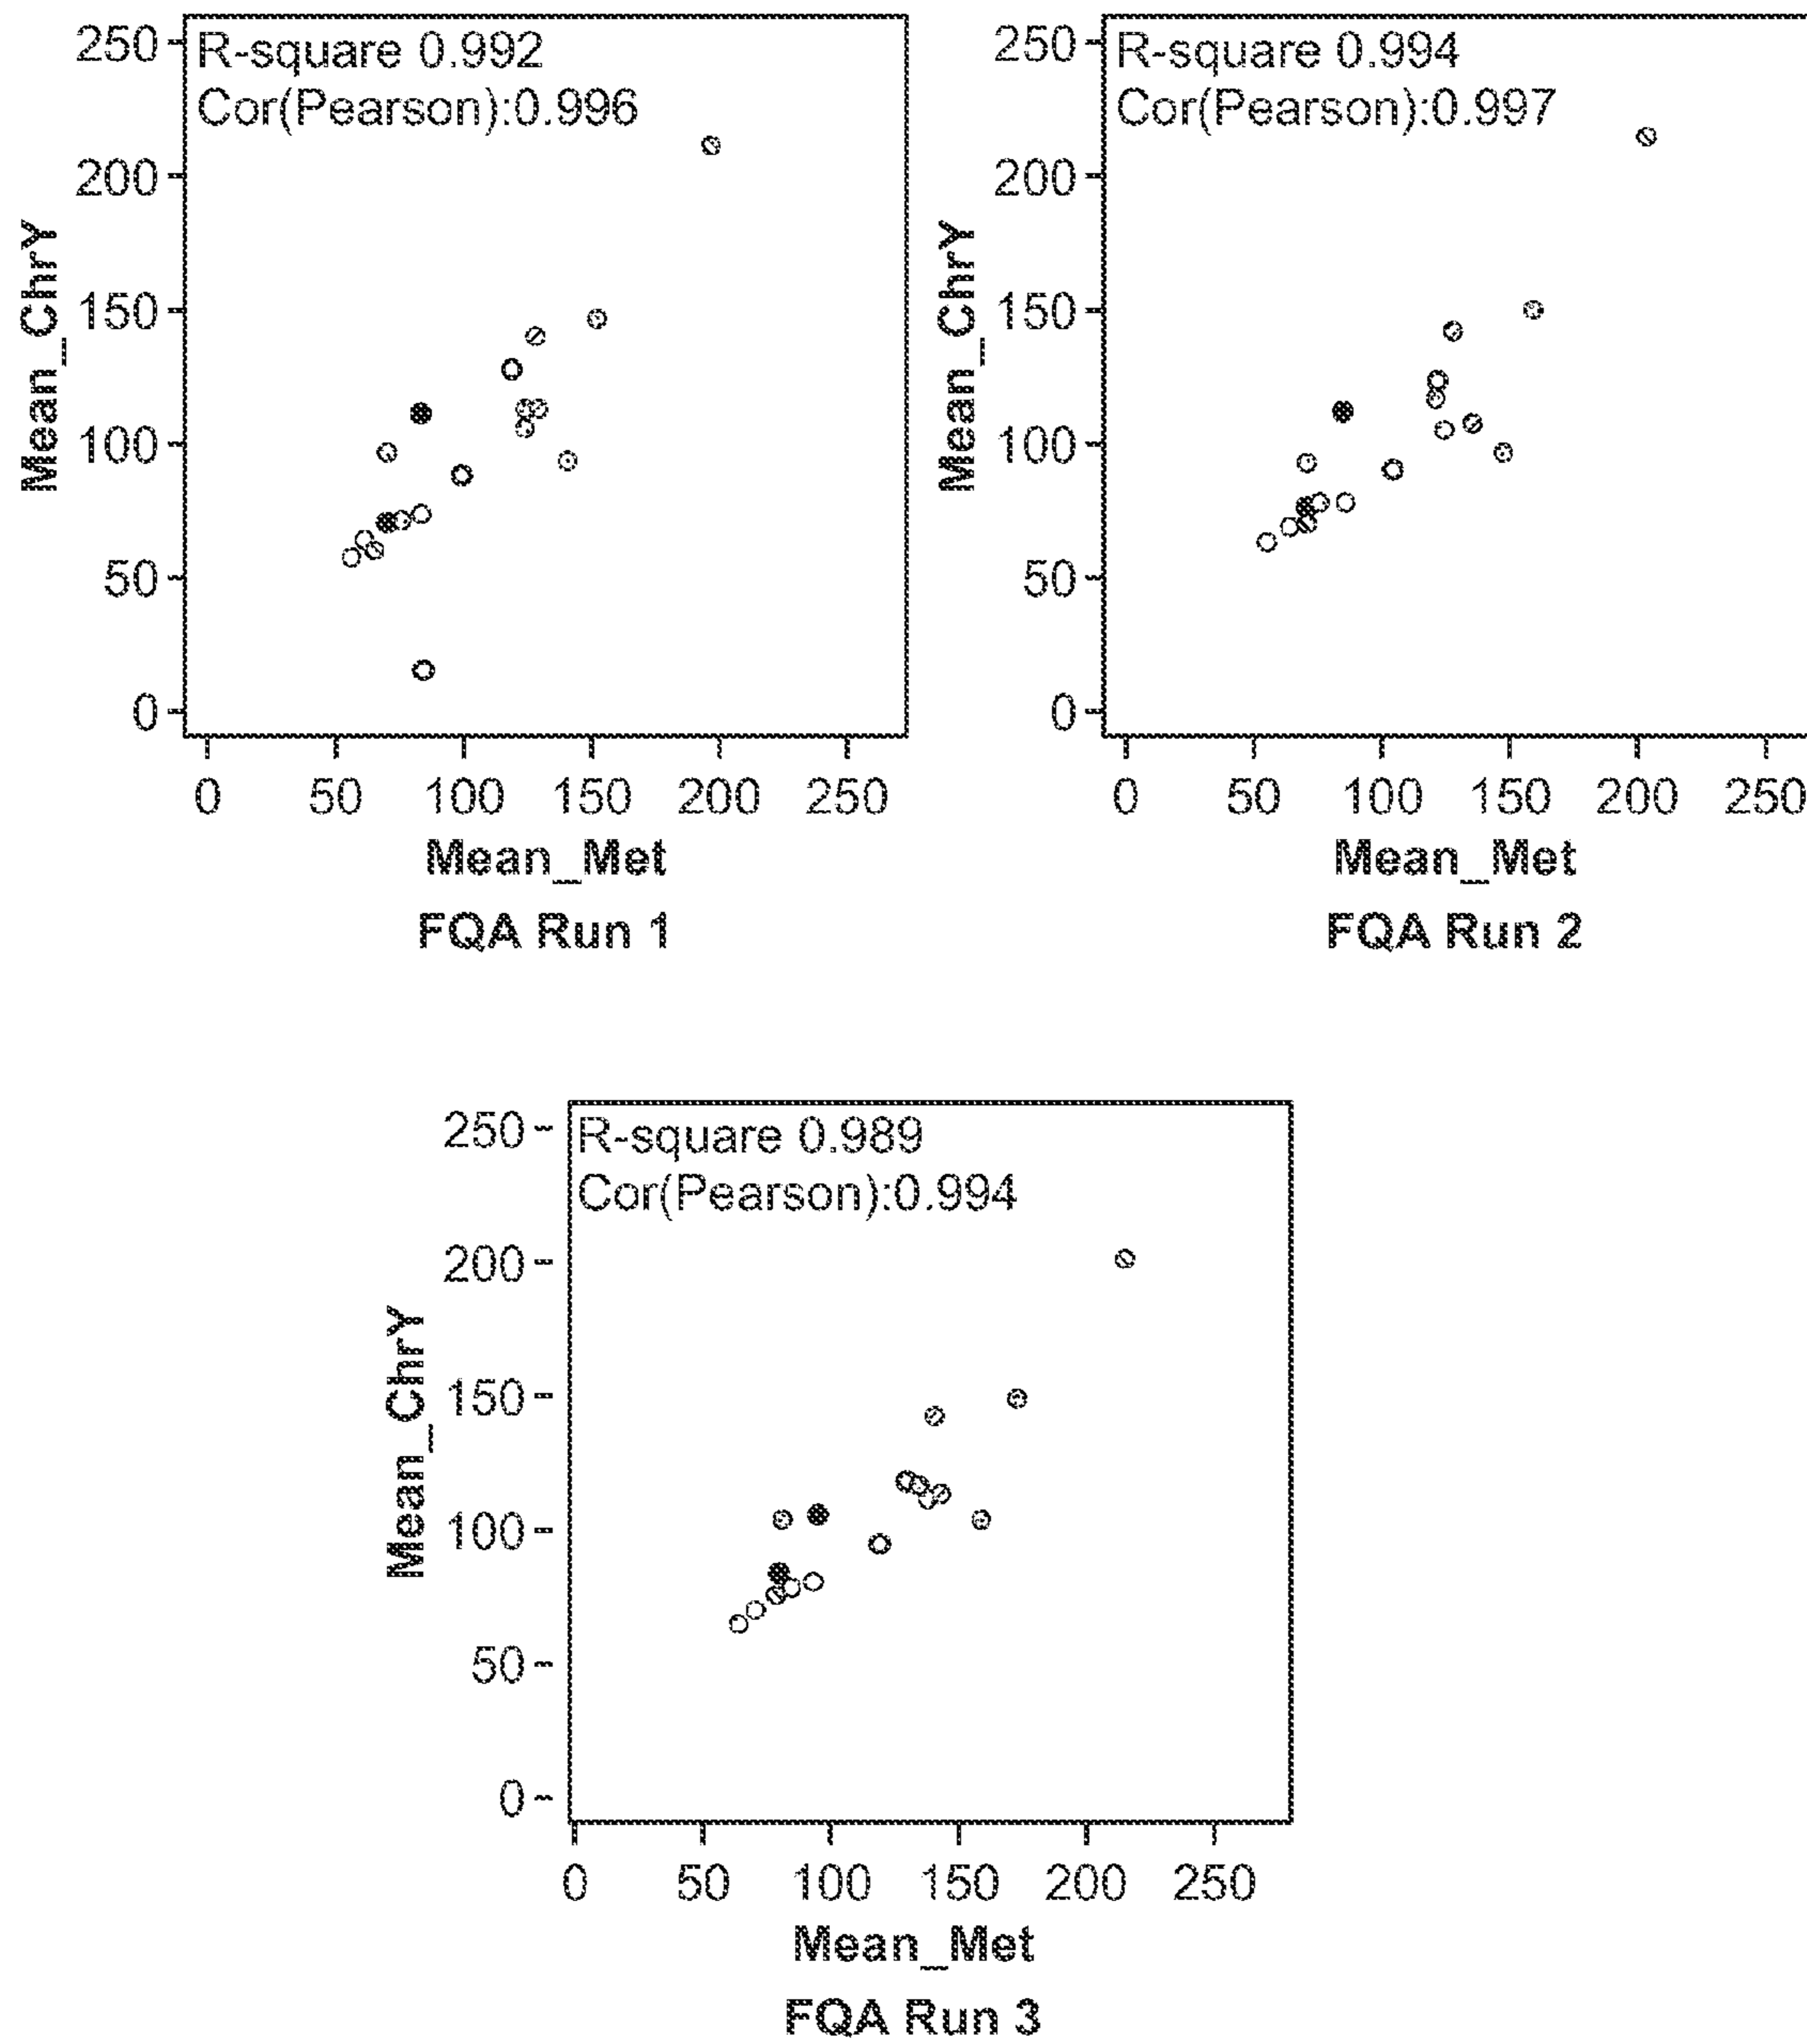 R-square 0.992
Cor(Pearson):0.996
250
200
150
100
50
0
Mean_ChrY
0 50 100 150 200 250
Mean_Met
FQA Run 1
R-square 0.994
Cor(Pearson):0.997
250
200
150
100
50
0
Mean_ChrY
0 50 100 150 200 250
Mean_Met
FQA Run 2
R-square 0.989
Cor(Pearson):0.994
250
200
150
100
50
0
Mean_ChrY
0 50 100 150 200 250
Mean_Met
FQA Run 3